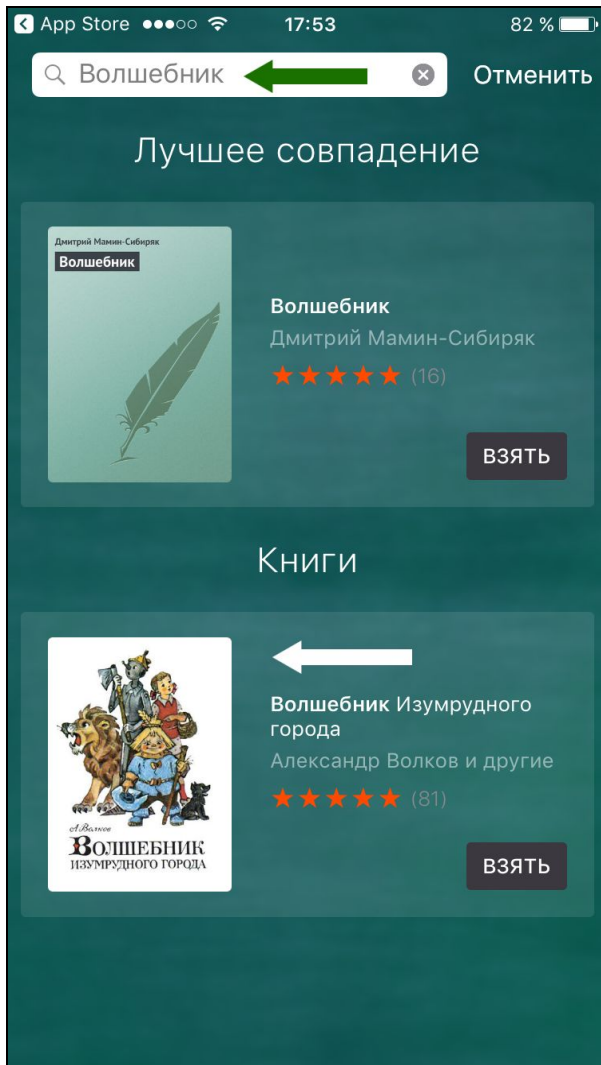 App Store 17:53 82 %
Волшебник Отменить
Лучшее совпадение
Дмитрий Мамин-Сибиряк
Волшебник
Волшебник
Дмитрий Мамин-Сибиряк
(16)
ВЗЯТЬ
Книги
Волшебник Изумрудного
города
Александр Волков и другие
(81)
А.Волков
ВОЛШЕБНИК
ИЗУМРУДНОГО ГОРОДА
ВЗЯТЬ